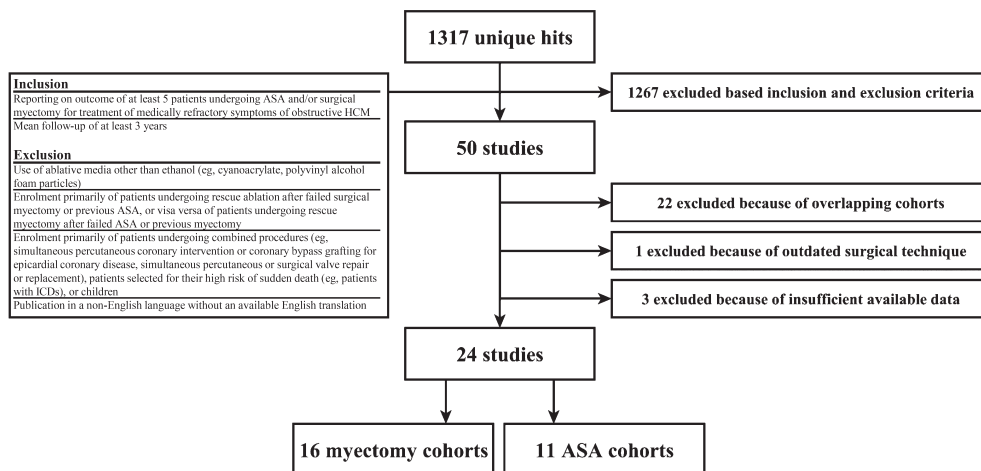 1317 unique hits
Inclusion
Reporting on outcome of at least 5 patients undergoing ASA and/or surgical
myectomy for treatment of medically refractory symptoms of obstructive HCM
Mean follow-up of at least 3 years
Exclusion
Use of ablative media other than ethanol (eg, cyanoacrylate, polyvinyl alcohol
foam particles)
Enrolment primarily of patients undergoing rescue ablation after failed surgical
myectomy or previous ASA, or visa versa of patients undergoing rescue
myectomy after failed ASA or previous myectomy
Enrolment primarily of patients undergoing combined procedures (eg,
simultaneous percutaneous coronary intervention or coronary bypass grafting for
epicardial coronary disease, simultaneous percutaneous or surgical valve repair
or replacement), patients selected for their high risk of sudden death (eg, patients
with ICDs), or children
Publication in a non-English language without an available English translation
1267 excluded based inclusion and exclusion criteria
50 studies
22 excluded because of overlapping cohorts
1 excluded because of outdated surgical technique
3 excluded because of insufficient available data
24 studies
16 myectomy cohorts
11 ASA cohorts